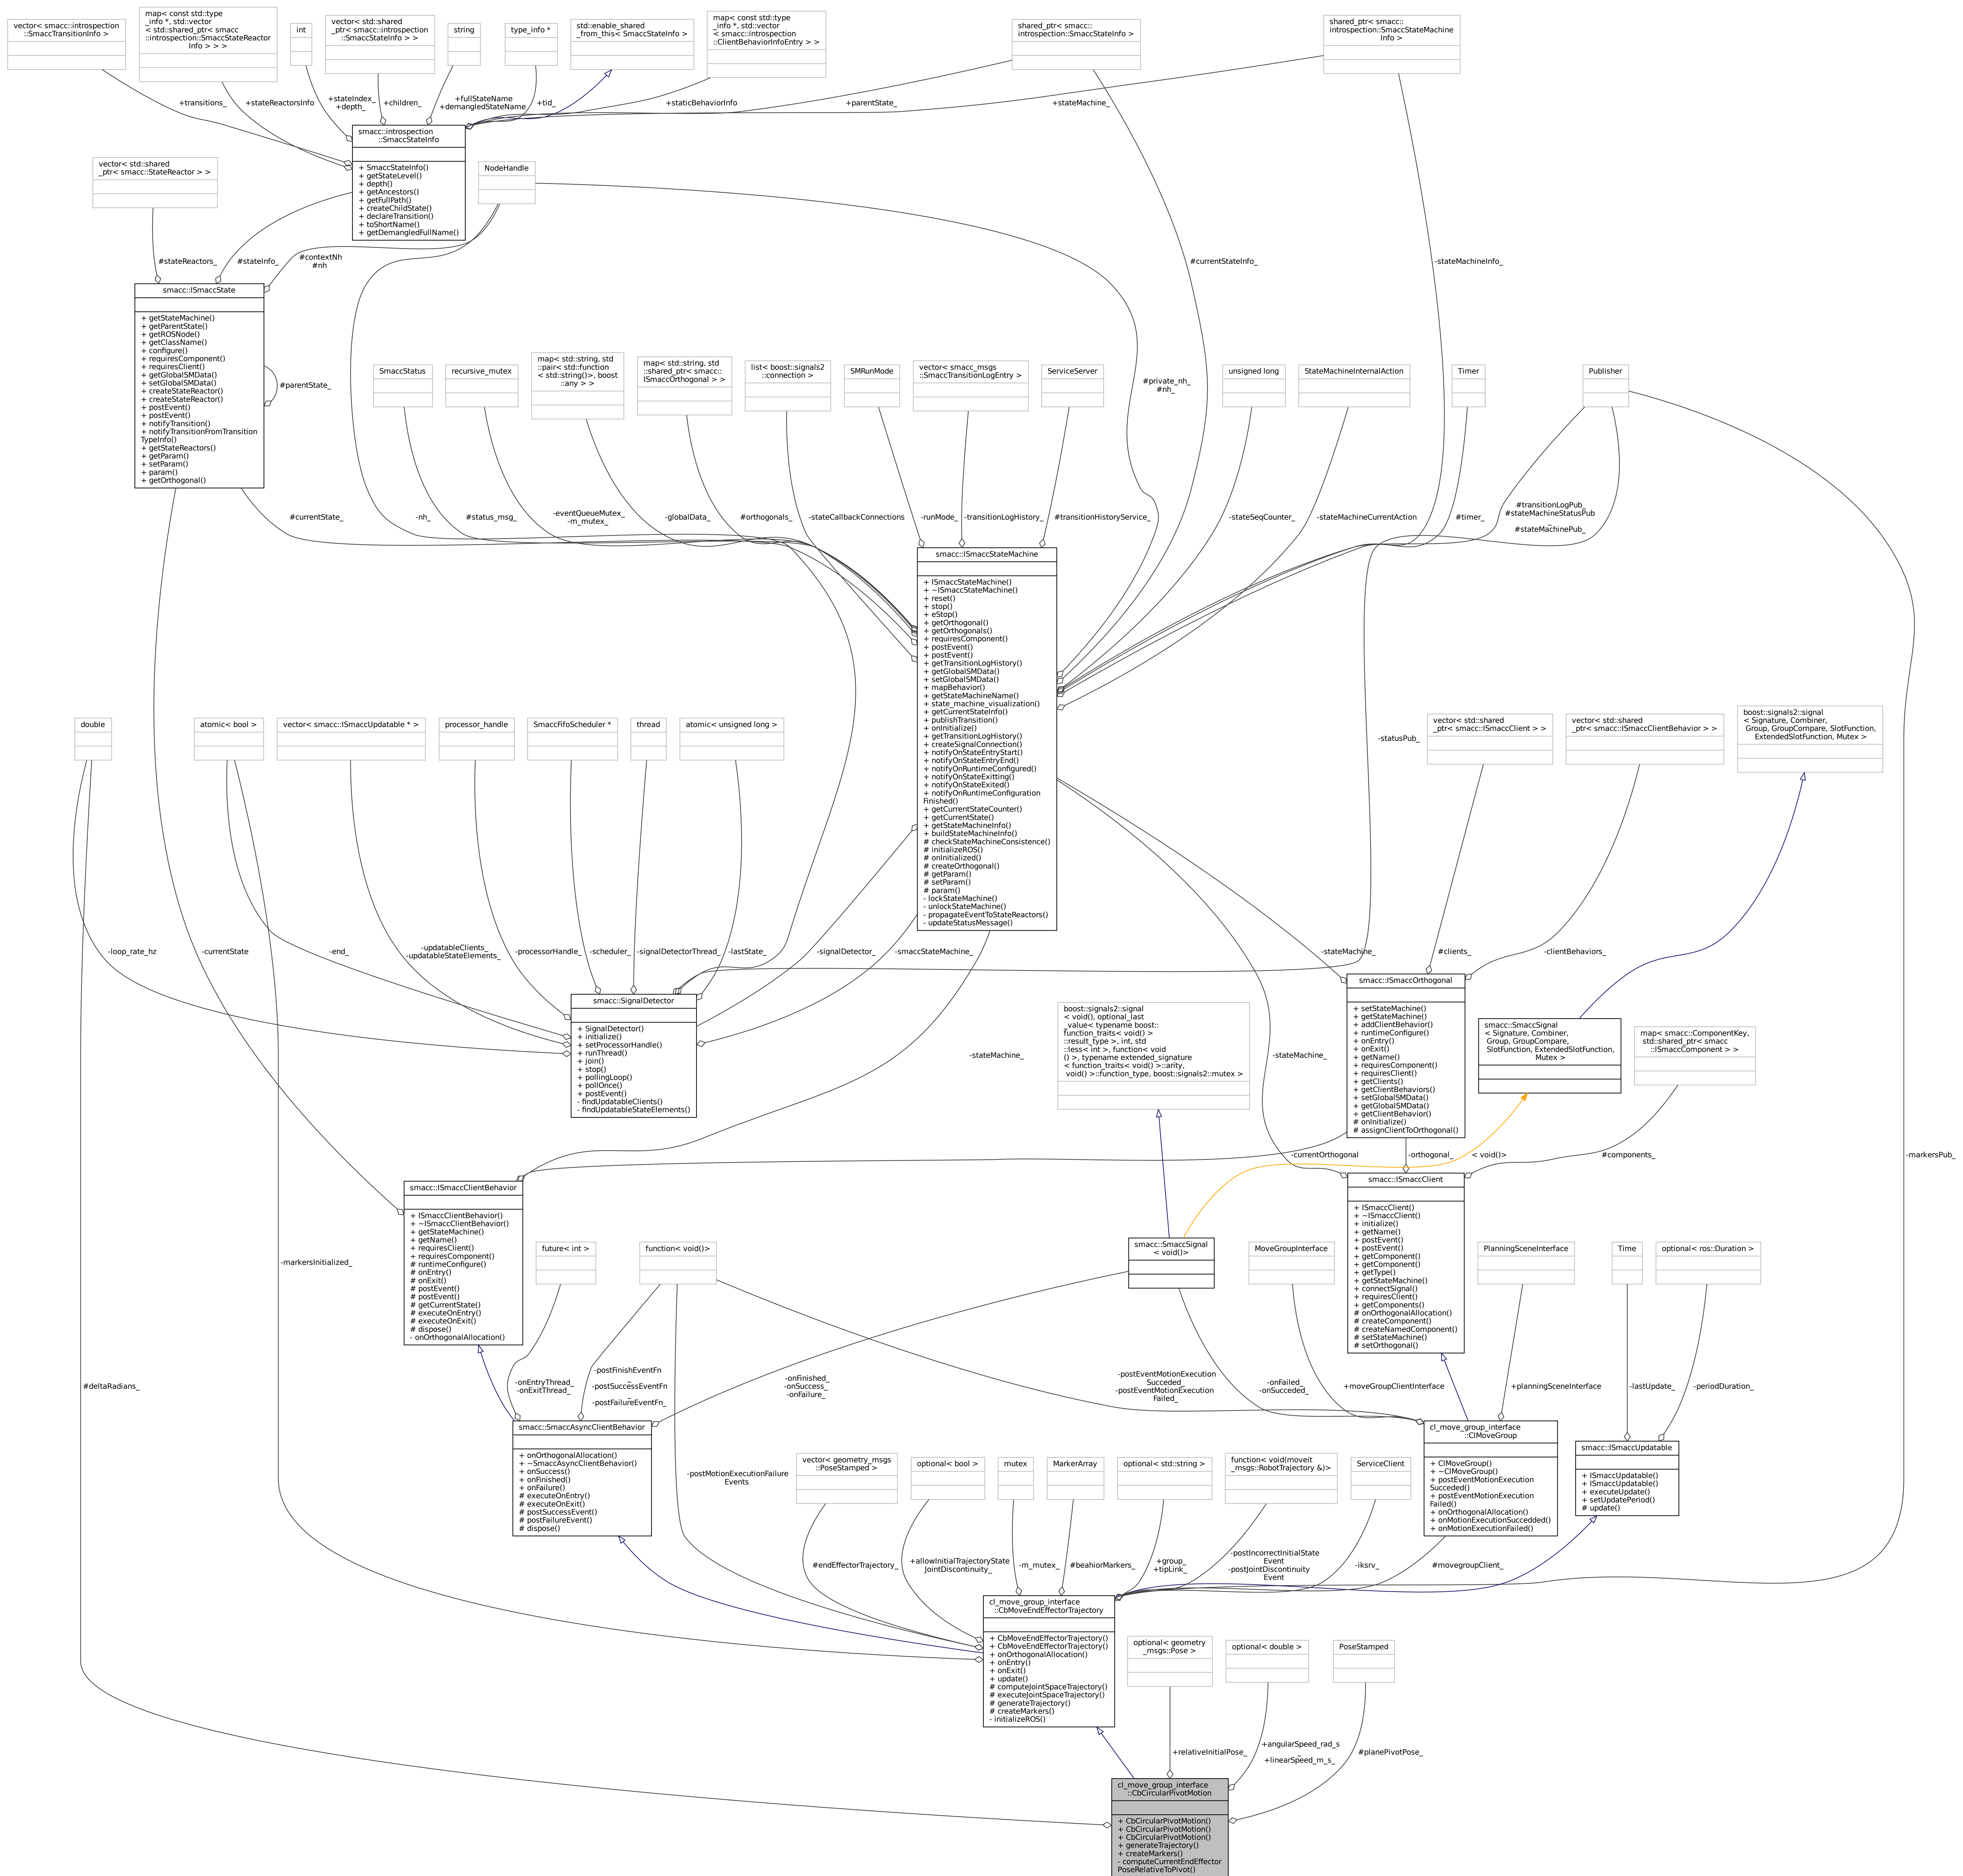 vector< smacc::introspection
::SmaccTransitionInfo >
map< const std::type
_info *, std::vector
< std::shared_ptr< smacc
::introspection::SmaccStateReactor
Info > > >
int
vector< std::shared
_ptr< smacc::introspection
::SmaccStateInfo > >
string
type_info *
std::enable_shared
_from_this< SmaccStateInfo >
map< const std::type
_info *, std::vector
< smacc::introspection
::ClientBehaviorInfoEntry > >
shared_ptr< smacc::
introspection::SmaccStateInfo >
shared_ptr< smacc::
introspection::SmaccStateMachine
Info >
+transitions_
+stateReactorsInfo
+stateIndex_
+depth_
+children_
+fullStateName
+demangledStateName
+tid_
+staticBehaviorInfo
+parentState_
+stateMachine_
smacc::introspection
::SmaccStateInfo
+ SmaccStateInfo()
+ getStateLevel()
+ depth()
+ getAncestors()
+ getFullPath()
+ createChildState()
+ declareTransition()
+ toShortName()
+ getDemangledFullName()
vector< std::shared
_ptr< smacc::StateReactor > >
NodeHandle
#stateReactors_
#stateInfo_
#contextNh
#nh
#currentStateInfo_
-stateMachineInfo_
smacc::ISmaccState
+ getStateMachine()
+ getParentState()
+ getROSNode()
+ getClassName()
+ configure()
+ requiresComponent()
+ requiresClient()
+ getGlobalSMData()
+ setGlobalSMData()
+ createStateReactor()
+ createStateReactor()
+ postEvent()
+ postEvent()
+ notifyTransition()
+ notifyTransitionFromTransition
TypeInfo()
+ getStateReactors()
+ getParam()
+ setParam()
+ param()
+ getOrthogonal()
#parentState_
SmaccStatus
recursive_mutex
map< std::string, std
::pair< std::function
< std::string()>, boost
::any > >
map< std::string, std
::shared_ptr< smacc::
ISmaccOrthogonal > >
list< boost::signals2
::connection >
SMRunMode
vector< smacc_msgs
::SmaccTransitionLogEntry >
ServiceServer
#private_nh_
#nh_
unsigned long
StateMachineInternalAction
Timer
Publisher
#currentState_
-nh_
#status_msg_
-eventQueueMutex_
-m_mutex_
-globalData_
#orthogonals_
-stateCallbackConnections
-runMode_
-transitionLogHistory_
#transitionHistoryService_
-stateSeqCounter_
-stateMachineCurrentAction
#timer_
#transitionLogPub_
#stateMachineStatusPub
_
#stateMachinePub_
smacc::ISmaccStateMachine
+ ISmaccStateMachine()
+ ~ISmaccStateMachine()
+ reset()
+ stop()
+ eStop()
+ getOrthogonal()
+ getOrthogonals()
+ requiresComponent()
+ postEvent()
+ postEvent()
+ getTransitionLogHistory()
+ getGlobalSMData()
+ setGlobalSMData()
+ mapBehavior()
+ getStateMachineName()
+ state_machine_visualization()
+ getCurrentStateInfo()
+ publishTransition()
+ onInitialize()
+ getTransitionLogHistory()
+ createSignalConnection()
+ notifyOnStateEntryStart()
+ notifyOnStateEntryEnd()
+ notifyOnRuntimeConfigured()
+ notifyOnStateExitting()
+ notifyOnStateExited()
+ notifyOnRuntimeConfiguration
Finished()
+ getCurrentStateCounter()
+ getCurrentState()
+ getStateMachineInfo()
+ buildStateMachineInfo()
# checkStateMachineConsistence()
# initializeROS()
# onInitialized()
# createOrthogonal()
# getParam()
# setParam()
# param()
- lockStateMachine()
- unlockStateMachine()
- propagateEventToStateReactors()
- updateStatusMessage()
double
atomic< bool >
vector< smacc::ISmaccUpdatable * >
processor_handle
SmaccFifoScheduler *
thread
atomic< unsigned long >
-statusPub_
vector< std::shared
_ptr< smacc::ISmaccClient > >
vector< std::shared
_ptr< smacc::ISmaccClientBehavior > >
boost::signals2::signal
< Signature, Combiner,
Group, GroupCompare, SlotFunction,
ExtendedSlotFunction, Mutex >
-loop_rate_hz
-currentState
-end_
-updatableClients_
-updatableStateElements_
-processorHandle_
-scheduler_
-signalDetectorThread_
-lastState_
-signalDetector_
-smaccStateMachine_
-stateMachine_
#clients_
-clientBehaviors_
smacc::SignalDetector
+ SignalDetector()
+ initialize()
+ setProcessorHandle()
+ runThread()
+ join()
+ stop()
+ pollingLoop()
+ pollOnce()
+ postEvent()
- findUpdatableClients()
- findUpdatableStateElements()
-stateMachine_
boost::signals2::signal
< void(), optional_last
_value< typename boost::
function_traits< void() >
::result_type >, int, std
::less< int >, function< void
() >, typename extended_signature
< function_traits< void() >::arity,
void() >::function_type, boost::signals2::mutex >
-stateMachine_
smacc::ISmaccOrthogonal
+ setStateMachine()
+ getStateMachine()
+ addClientBehavior()
+ runtimeConfigure()
+ onEntry()
+ onExit()
+ getName()
+ requiresComponent()
+ requiresClient()
+ getClients()
+ getClientBehaviors()
+ setGlobalSMData()
+ getGlobalSMData()
+ getClientBehavior()
# onInitialize()
# assignClientToOrthogonal()
smacc::SmaccSignal
< Signature, Combiner,
Group, GroupCompare,
SlotFunction, ExtendedSlotFunction,
Mutex >
map< smacc::ComponentKey,
std::shared_ptr< smacc
::ISmaccComponent > >
-currentOrthogonal
-orthogonal_
< void()>
#components_
-markersPub_
smacc::ISmaccClientBehavior
+ ISmaccClientBehavior()
+ ~ISmaccClientBehavior()
+ getStateMachine()
+ getName()
+ requiresClient()
+ requiresComponent()
# runtimeConfigure()
# onEntry()
# onExit()
# postEvent()
# postEvent()
# getCurrentState()
# executeOnEntry()
# executeOnExit()
# dispose()
- onOrthogonalAllocation()
smacc::ISmaccClient
+ ISmaccClient()
+ ~ISmaccClient()
+ initialize()
+ getName()
+ postEvent()
+ postEvent()
+ getComponent()
+ getComponent()
+ getType()
+ getStateMachine()
+ connectSignal()
+ requiresClient()
+ getComponents()
# onOrthogonalAllocation()
# createComponent()
# createNamedComponent()
# setStateMachine()
# setOrthogonal()
-markersInitialized_
future< int >
function< void()>
smacc::SmaccSignal
< void()>
MoveGroupInterface
PlanningSceneInterface
Time
optional< ros::Duration >
#deltaRadians_
-onEntryThread_
-onExitThread_
-postFinishEventFn
_
-postSuccessEventFn
_
-postFailureEventFn_
-onFinished_
-onSuccess_
-onFailure_
-postEventMotionExecution
Succeded_
-postEventMotionExecution
Failed_
-onFailed_
-onSucceded_
+moveGroupClientInterface
+planningSceneInterface
-lastUpdate_
-periodDuration_
smacc::SmaccAsyncClientBehavior
+ onOrthogonalAllocation()
+ ~SmaccAsyncClientBehavior()
+ onSuccess()
+ onFinished()
+ onFailure()
# executeOnEntry()
# executeOnExit()
# postSuccessEvent()
# postFailureEvent()
# dispose()
-postMotionExecutionFailure
Events
vector< geometry_msgs
::PoseStamped >
optional< bool >
mutex
MarkerArray
optional< std::string >
function< void(moveit
_msgs::RobotTrajectory &)>
ServiceClient
cl_move_group_interface
::ClMoveGroup
+ ClMoveGroup()
+ ~ClMoveGroup()
+ postEventMotionExecution
Succeded()
+ postEventMotionExecution
Failed()
+ onOrthogonalAllocation()
+ onMotionExecutionSuccedded()
+ onMotionExecutionFailed()
smacc::ISmaccUpdatable
+ ISmaccUpdatable()
+ ISmaccUpdatable()
+ executeUpdate()
+ setUpdatePeriod()
# update()
#endEffectorTrajectory_
+allowInitialTrajectoryState
JointDiscontinuity_
-m_mutex_
#beahiorMarkers_
+group_
+tipLink_
-postIncorrectInitialState
Event
-postJointDiscontinuity
Event
-iksrv_
#movegroupClient_
cl_move_group_interface
::CbMoveEndEffectorTrajectory
+ CbMoveEndEffectorTrajectory()
+ CbMoveEndEffectorTrajectory()
+ onOrthogonalAllocation()
+ onEntry()
+ onExit()
+ update()
# computeJointSpaceTrajectory()
# executeJointSpaceTrajectory()
# generateTrajectory()
# createMarkers()
- initializeROS()
optional< geometry
_msgs::Pose >
optional< double >
PoseStamped
+relativeInitialPose_
+angularSpeed_rad_s
_
+linearSpeed_m_s_
#planePivotPose_
cl_move_group_interface
::CbCircularPivotMotion
+ CbCircularPivotMotion()
+ CbCircularPivotMotion()
+ CbCircularPivotMotion()
+ generateTrajectory()
+ createMarkers()
- computeCurrentEndEffector
PoseRelativeToPivot()